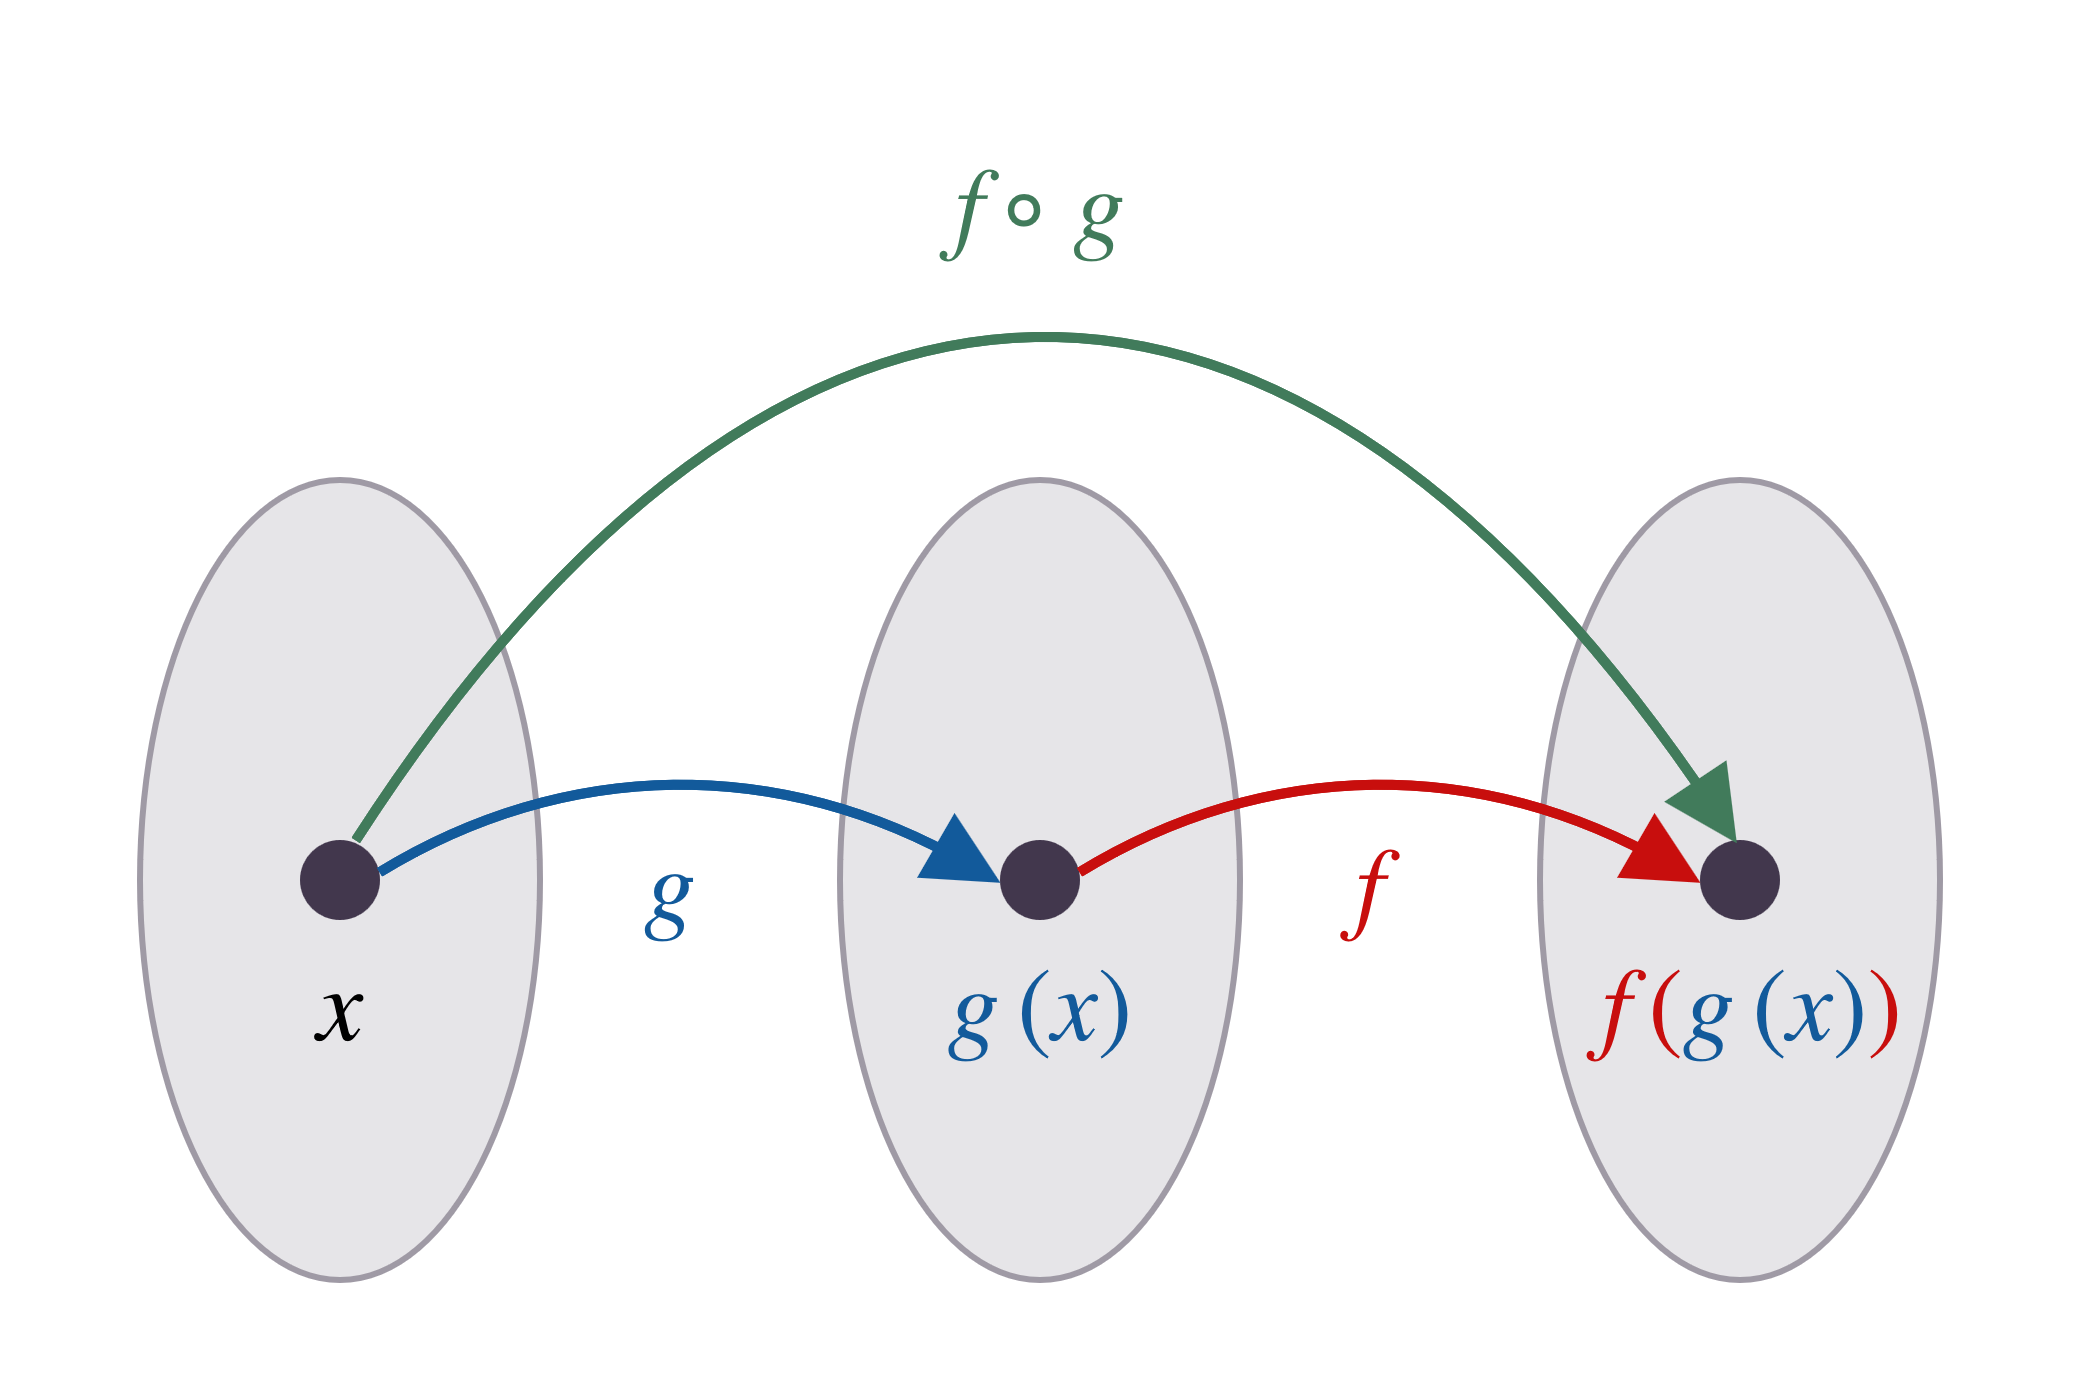 f ∘ g
g
f
x
g (x)
f (g (x))